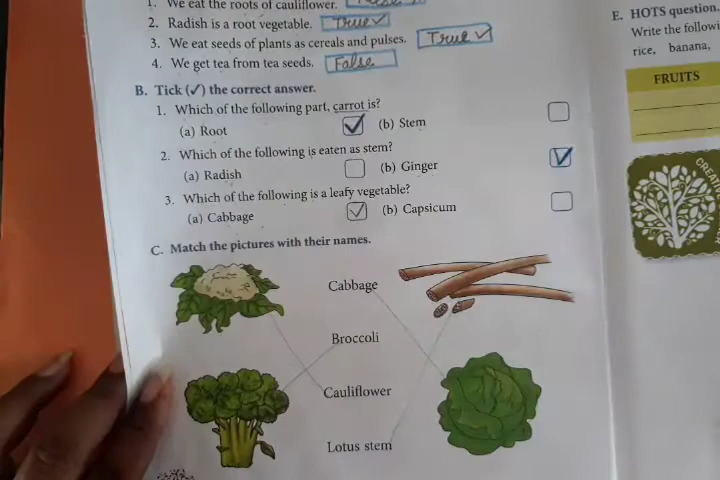 1. We eat the roots of cauliflower.
2. Radish is a root vegetable. True ✓
3. We eat seeds of plants as cereals and pulses. True ✓
4. We get tea from tea seeds. False
B. Tick (✓) the correct answer.
1. Which of the following part, carrot is?
(a) Root ✓ (b) Stem
2. Which of the following is eaten as stem?
(a) Radish (b) Ginger ✓
3. Which of the following is a leafy vegetable?
(a) Cabbage ✓ (b) Capsicum
C. Match the pictures with their names.
Cabbage
Broccoli
Cauliflower
Lotus stem
E. HOTS question.
Write the
rice, banana,
FRUITS